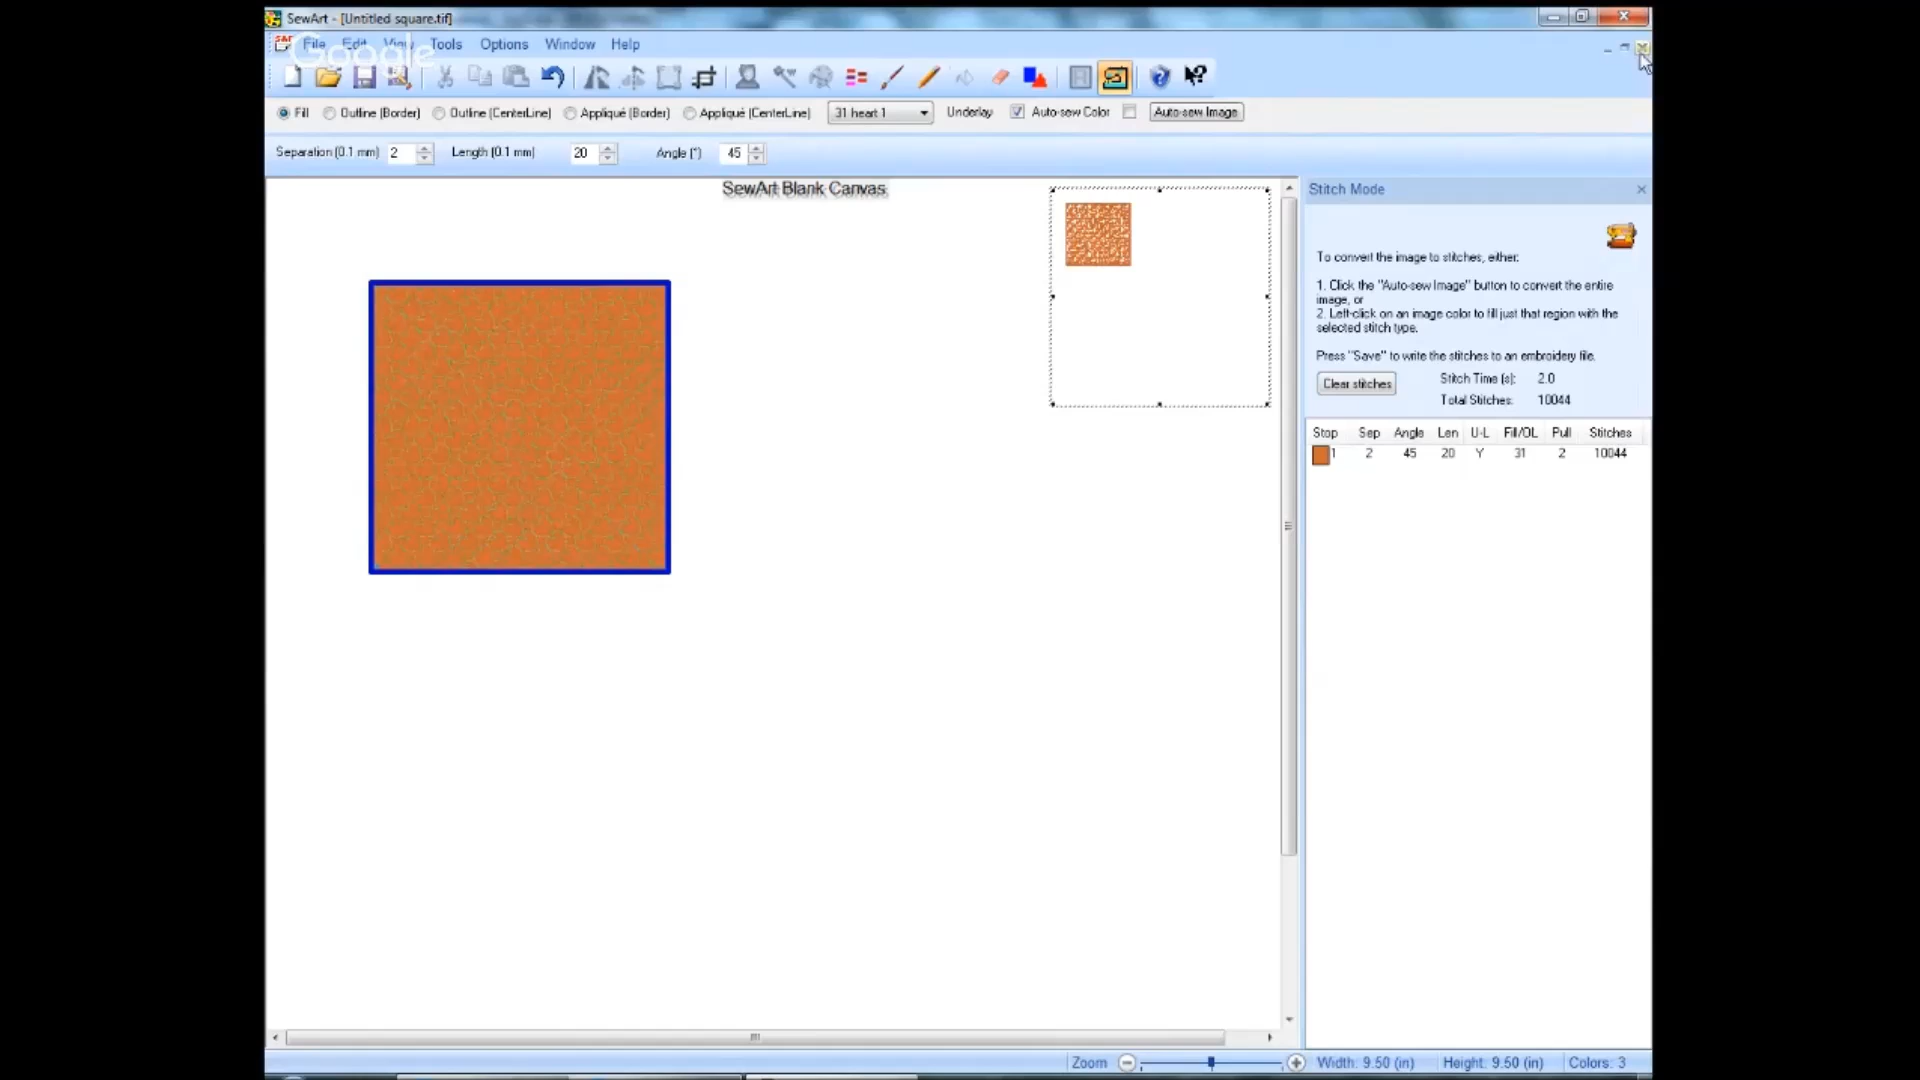 SewArt - [Untitled square.tif]
File Edit View Tools Options Window Help
Google
Fill Outline (Border) Outline (CenterLine) Appliqué (Border) Appliqué (CenterLine) 31 heart 1 Underlay Auto-sew Color Auto-sew Image
Separation (0.1 mm) 2 Length (0.1 mm) 20 Angle (°) 45
SewArt Blank Canvas
Stitch Mode
To convert the image to stitches, either:
1. Click the "Auto-sew Image" button to convert the entire
image, or
2. Left-click on an image color to fill just that region with the
selected stitch type.
Press "Save" to write the stitches to an embroidery file.
Clear stitches
Stitch Time (s): 2.0
Total Stitches: 10044
Stop Sep Angle Len U-L Fill/OL Pull Stitches
1 2 45 20 Y 31 2 10044
Zoom Width: 9.50 (in) Height: 9.50 (in) Colors: 3